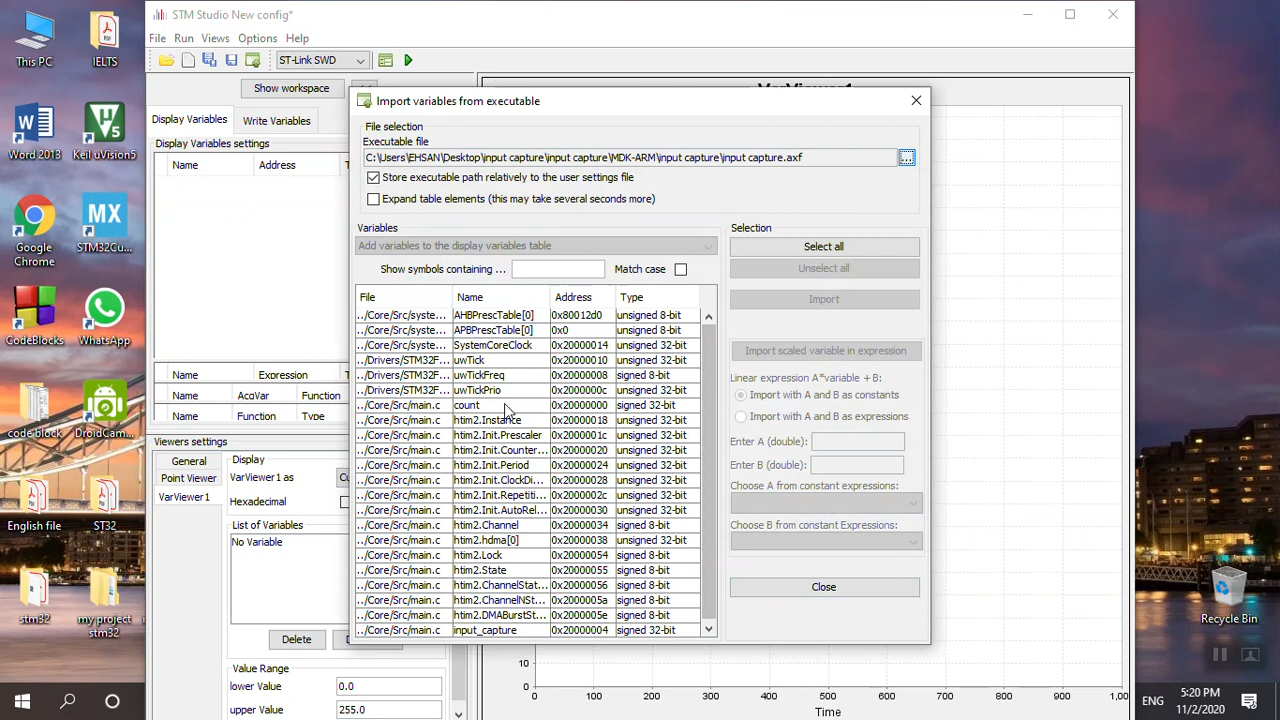 This PC
IELTS
Word 2013
Keil uVision5
Google Chrome
STM32Cu...
CodeBlocks
WhatsApp
code block
DroidCam...
English file
ST32
stm32
my project stm32
STM Studio New config*
File Run Views Options Help
ST-Link SWD
Show workspace
Display Variables
Write Variables
Display Variables settings
Name Address
Name Expression
Name AcqVar Function
Name Function Type
Viewers settings
General
Point Viewer
VarViewer1
Display
VarViewer1 as
Hexadecimal
List of Variables
No Variable
Delete
Value Range
lower Value 0.0
upper Value 255.0
Import variables from executable
File selection
Executable file
C:\Users\EHSAN\Desktop\input capture\input capture\MDK-ARM\input capture\input capture.axf
...
Store executable path relatively to the user settings file
Expand table elements (this may take several seconds more)
Variables
Add variables to the display variables table
Show symbols containing ...
Match case
File Name Address Type
../Core/Src/syste... AHBPrescTable[0] 0x80012d0 unsigned 8-bit
../Core/Src/syste... APBPrescTable[0] 0x0 unsigned 8-bit
../Core/Src/syste... SystemCoreClock 0x20000014 unsigned 32-bit
../Drivers/STM32F... uwTick 0x20000010 unsigned 32-bit
../Drivers/STM32F... uwTickFreq 0x20000008 signed 8-bit
../Drivers/STM32F... uwTickPrio 0x2000000c unsigned 32-bit
../Core/Src/main.c count 0x20000000 signed 32-bit
../Core/Src/main.c htim2.Instance 0x20000018 unsigned 32-bit
../Core/Src/main.c htim2.Init.Prescaler 0x2000001c unsigned 32-bit
../Core/Src/main.c htim2.Init.Counter... 0x20000020 unsigned 32-bit
../Core/Src/main.c htim2.Init.Period 0x20000024 unsigned 32-bit
../Core/Src/main.c htim2.Init.ClockDi... 0x20000028 unsigned 32-bit
../Core/Src/main.c htim2.Init.Repetiti... 0x2000002c unsigned 32-bit
../Core/Src/main.c htim2.Init.AutoRel... 0x20000030 unsigned 32-bit
../Core/Src/main.c htim2.Channel 0x20000034 signed 8-bit
../Core/Src/main.c htim2.hdma[0] 0x20000038 unsigned 32-bit
../Core/Src/main.c htim2.Lock 0x20000054 signed 8-bit
../Core/Src/main.c htim2.State 0x20000055 signed 8-bit
../Core/Src/main.c htim2.ChannelStat... 0x20000056 signed 8-bit
../Core/Src/main.c htim2.ChannelNSt... 0x2000005a signed 8-bit
../Core/Src/main.c htim2.DMABurstSt... 0x2000005e signed 8-bit
../Core/Src/main.c input_capture 0x20000004 signed 32-bit
Selection
Select all
Unselect all
Import
Import scaled variable in expression
Linear expression A*variable + B:
Import with A and B as constants
Import with A and B as expressions
Enter A (double):
Enter B (double):
Choose A from constant expressions:
Choose B from constant Expressions:
Close
10
0
0 100 200 300 400 500 600 700 800 900 1,00
Time
Recycle Bin
ENG
5:20 PM
11/2/2020